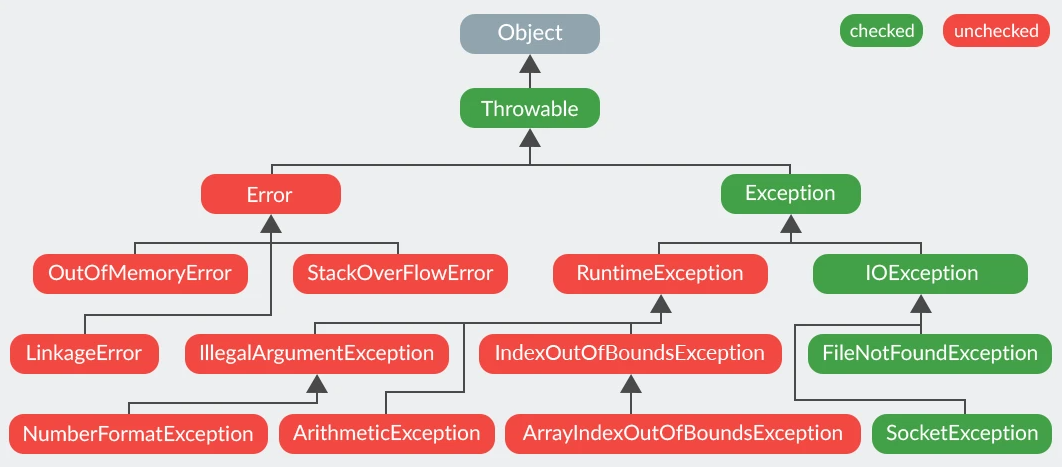 Object
checked
unchecked
Throwable
Error
Exception
OutOfMemoryError
StackOverFlowError
RuntimeException
IOException
LinkageError
IllegalArgumentException
IndexOutOfBoundsException
FileNotFoundException
NumberFormatException
ArithmeticException
ArrayIndexOutOfBoundsException
SocketException